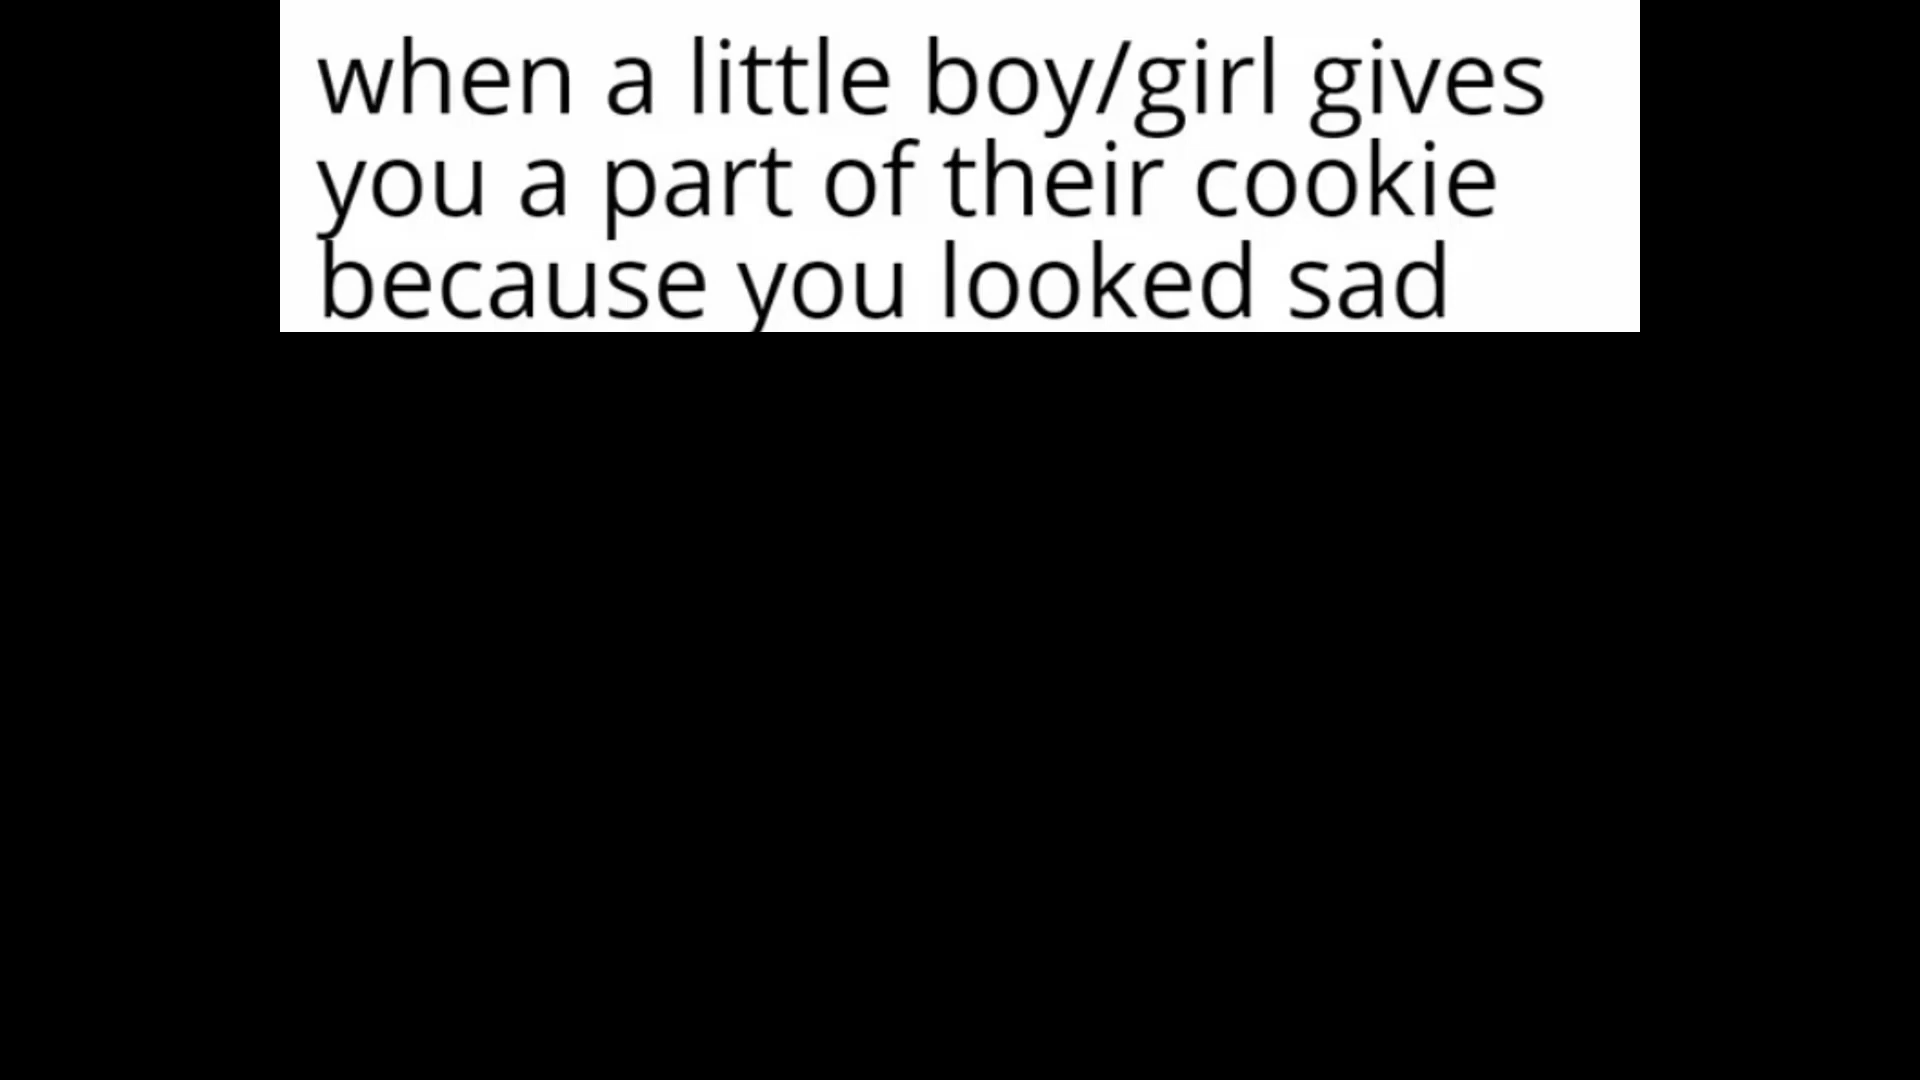 when a little boy/girl gives
you a part of their cookie
because you looked sad